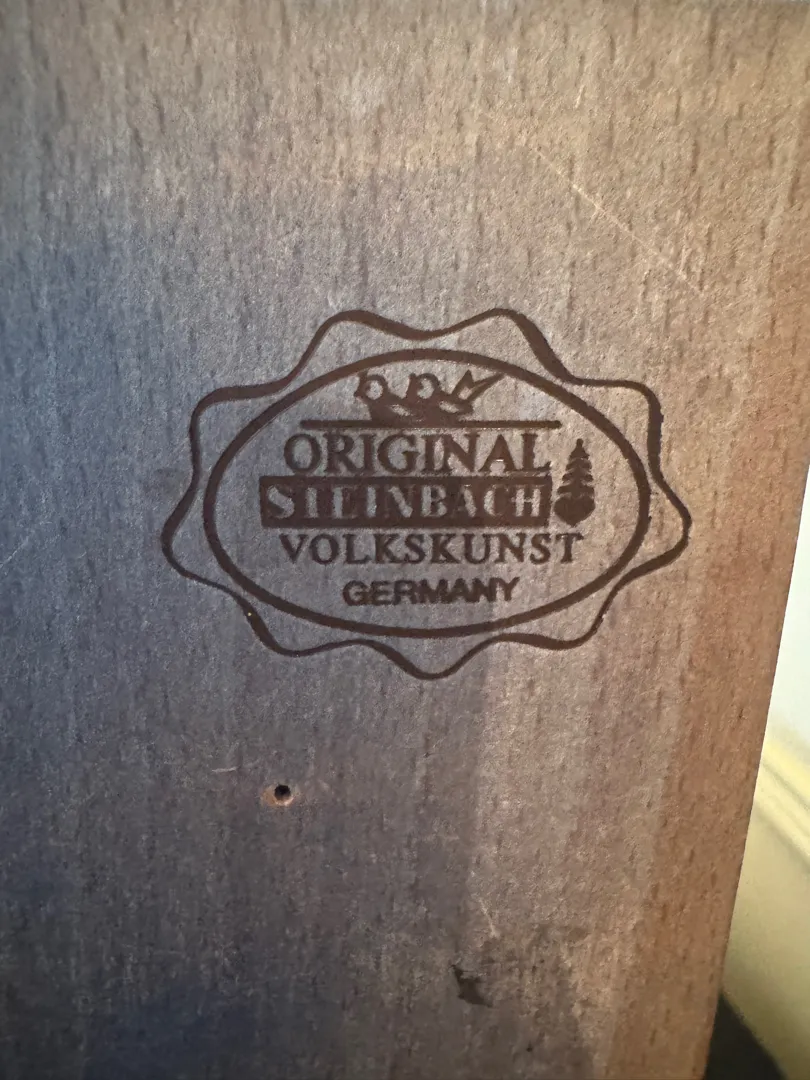 ORIGINAL
STEINBACH
VOLKSKUNST
GERMANY